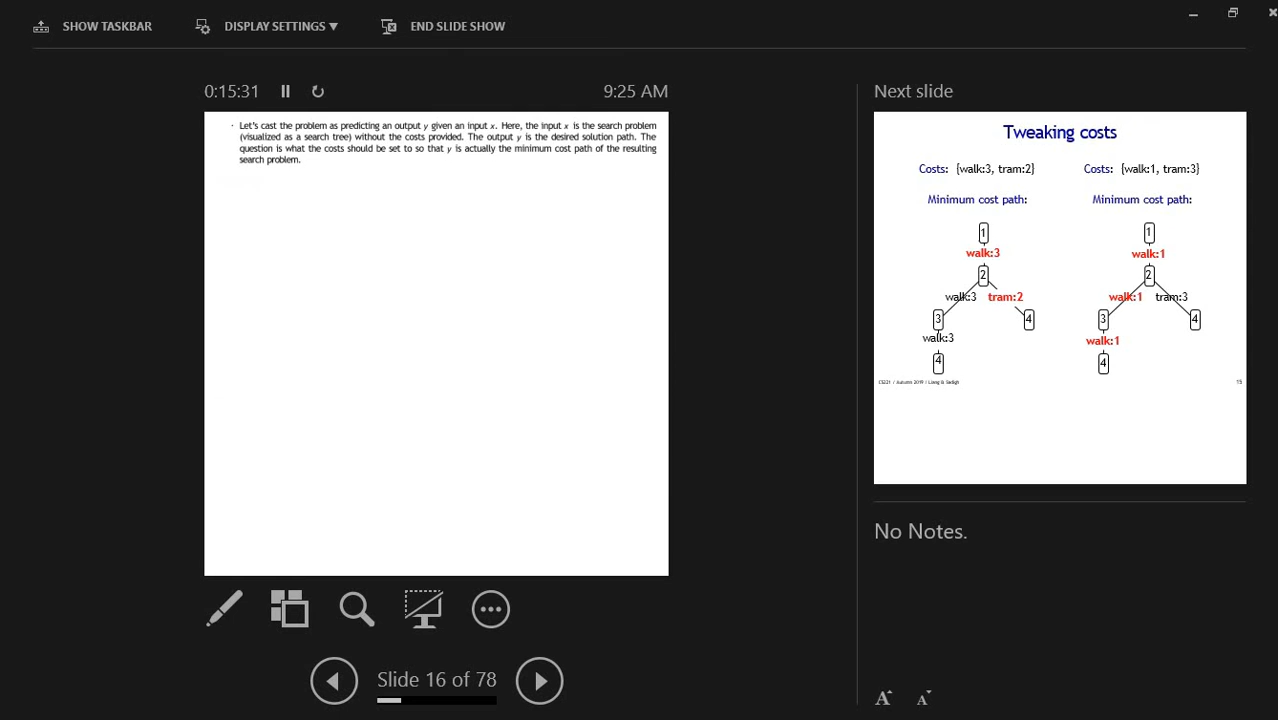 SHOW TASKBAR
DISPLAY SETTINGS ▼
END SLIDE SHOW
0:15:31
9:25 AM
· Let's cast the problem as predicting an output y given an input x. Here, the input x is the search problem
(visualized as a search tree) without the costs provided. The output y is the desired solution path. The
question is what the costs should be set to so that y is actually the minimum cost path of the resulting
search problem.
Slide 16 of 78
Next slide
Tweaking costs
Costs: {walk:3, tram:2}
Costs: {walk:1, tram:3}
Minimum cost path:
Minimum cost path:
1
walk:3
2
walk:3 tram:2
3 4
walk:3
4
1
walk:1
2
walk:1 tram:3
3 4
walk:1
4
CS221 / Autumn 2019 / Liang & Sadigh
15
No Notes.
A A